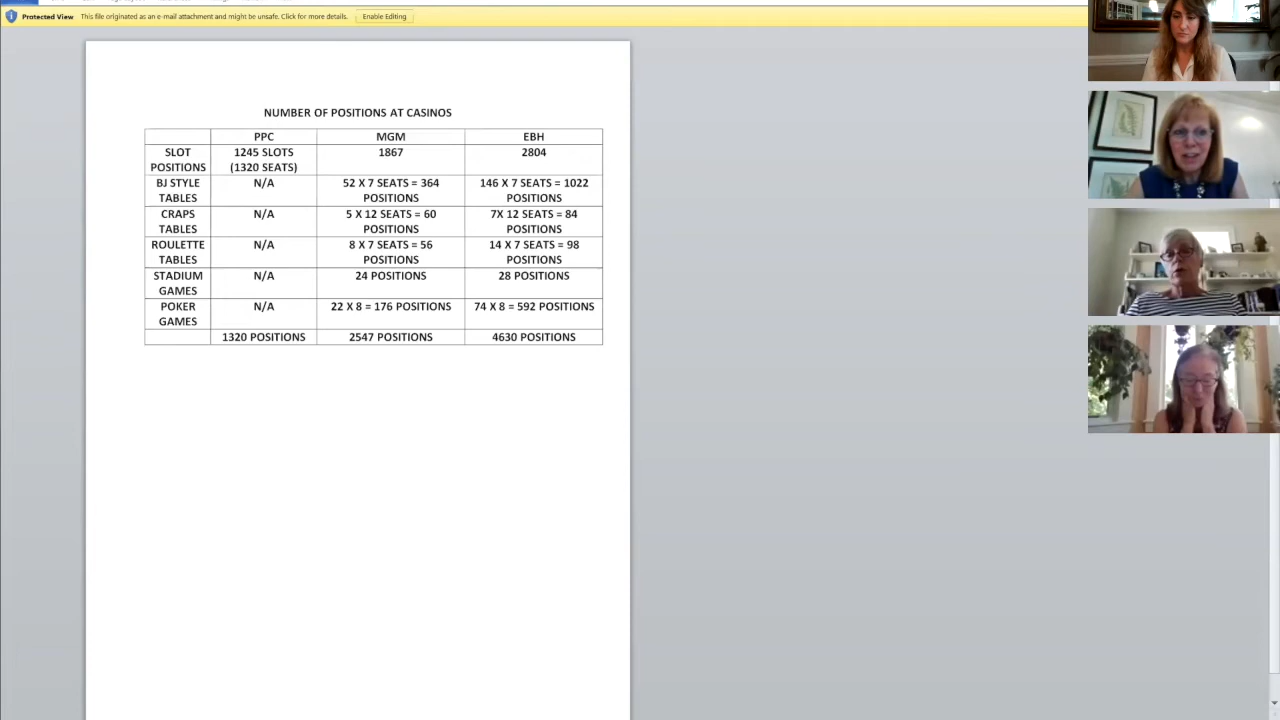 Protected View This file originated as an e-mail attachment and might be unsafe. Click for more details. Enable Editing
NUMBER OF POSITIONS AT CASINOS
PPC MGM EBH
SLOT POSITIONS 1245 SLOTS (1320 SEATS) 1867 2804
BJ STYLE TABLES N/A 52 X 7 SEATS = 364 POSITIONS 146 X 7 SEATS = 1022 POSITIONS
CRAPS TABLES N/A 5 X 12 SEATS = 60 POSITIONS 7X 12 SEATS = 84 POSITIONS
ROULETTE TABLES N/A 8 X 7 SEATS = 56 POSITIONS 14 X 7 SEATS = 98 POSITIONS
STADIUM GAMES N/A 24 POSITIONS 28 POSITIONS
POKER GAMES N/A 22 X 8 = 176 POSITIONS 74 X 8 = 592 POSITIONS
1320 POSITIONS 2547 POSITIONS 4630 POSITIONS